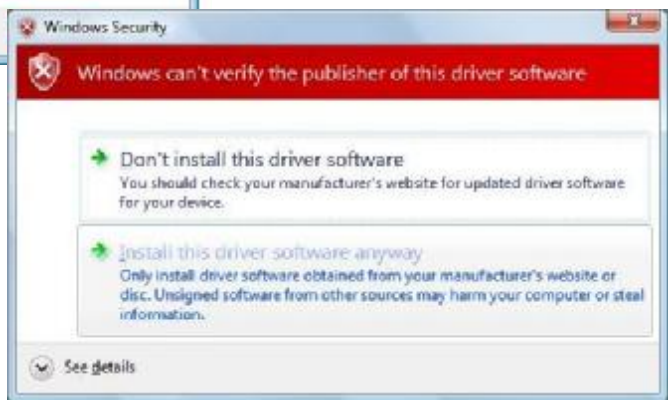 Windows Security
Windows can't verify the publisher of this driver software
Don't install this driver software
You should check your manufacturer's website for updated driver software
for your device.
Install this driver software anyway
Only install driver software obtained from your manufacturer's website or
disc. Unsigned software from other sources may harm your computer or steal
information.
See details